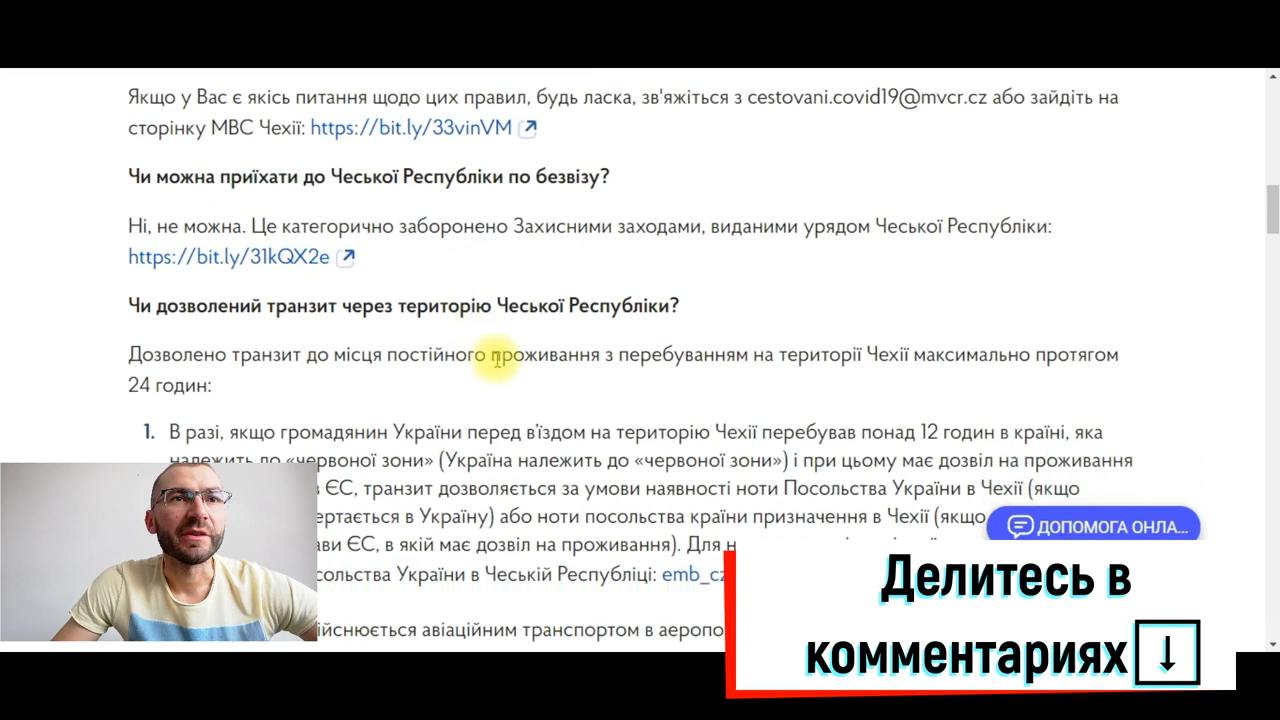 Якщо у Вас є якісь питання щодо цих правил, будь ласка, зв'яжіться з cestovani.covid19@mvcr.cz або зайдіть на
сторінку МВС Чехії: https://bit.ly/33vinVM
Чи можна приїхати до Чеської Республіки по безвізу?
Ні, не можна. Це категорично заборонено Захисними заходами, виданими урядом Чеської Республіки:
https://bit.ly/31kQX2e
Чи дозволений транзит через територію Чеської Республіки?
Дозволено транзит до місця постійного проживання з перебуванням на території Чехії максимально протягом
24 годин:
1. В разі, якщо громадянин України перед в’їздом на територію Чехії перебував понад 12 годин в країні, яка
належить до «червоної зони» (Україна належить до «червоної зони») і при цьому має дозвіл на проживання
в ЄС, транзит дозволяється за умови наявності ноти Посольства України в Чехії (якщо
в Україну) або ноти посольства країни призначення в Чехії (якщо
ЄС, в якій має дозвіл на проживання). Для
України в Чеській Республіці: emb_cz
авіаційним транспортом в
ДОПОМОГА ОНЛА...
Делитесь в
комментариях ↓